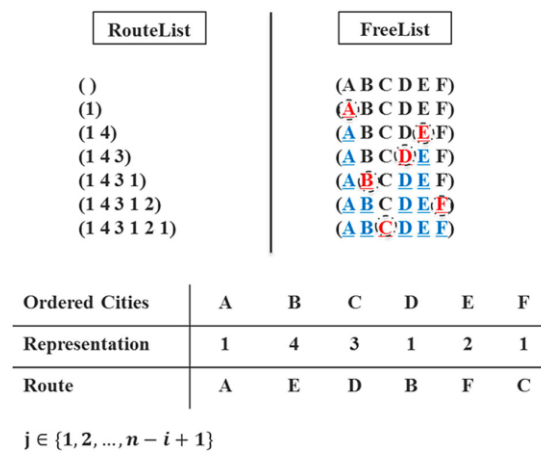 RouteList FreeList
( ) (A B C D E F)
(1) (A B C D E F)
(1 4) (A B C D E F)
(1 4 3) (A B C D E F)
(1 4 3 1) (A B C D E F)
(1 4 3 1 2) (A B C D E F)
(1 4 3 1 2 1) (A B C D E F)
Ordered Cities A B C D E F
Representation 1 4 3 1 2 1
Route A E D B F C
j ∈ {1, 2, ..., n − i + 1}